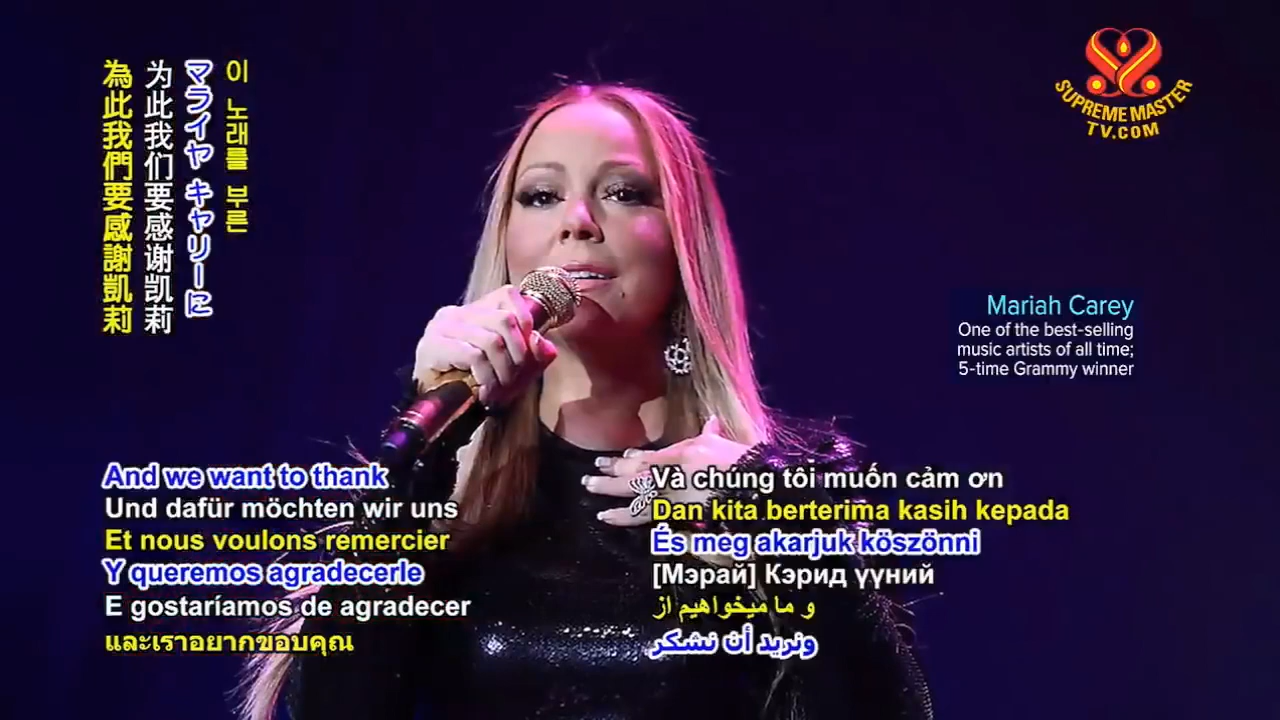 이 노래를 부른
マライヤ キャリーに
为此我们要感谢凯莉
為此我們要感謝凱莉
SUPREME MASTER
TV.COM
Mariah Carey
One of the best-selling
music artists of all time;
5-time Grammy winner
And we want to thank
Und dafür möchten wir uns
Et nous voulons remercier
Y queremos agradecerle
E gostaríamos de agradecer
และเราอยากขอบคุณ
Và chúng tôi muốn cảm ơn
Dan kita berterima kasih kepada
És meg akarjuk köszönni
[Мэрай] Кэрид үүний
و ما میخواهیم از
ونريد أن نشكر